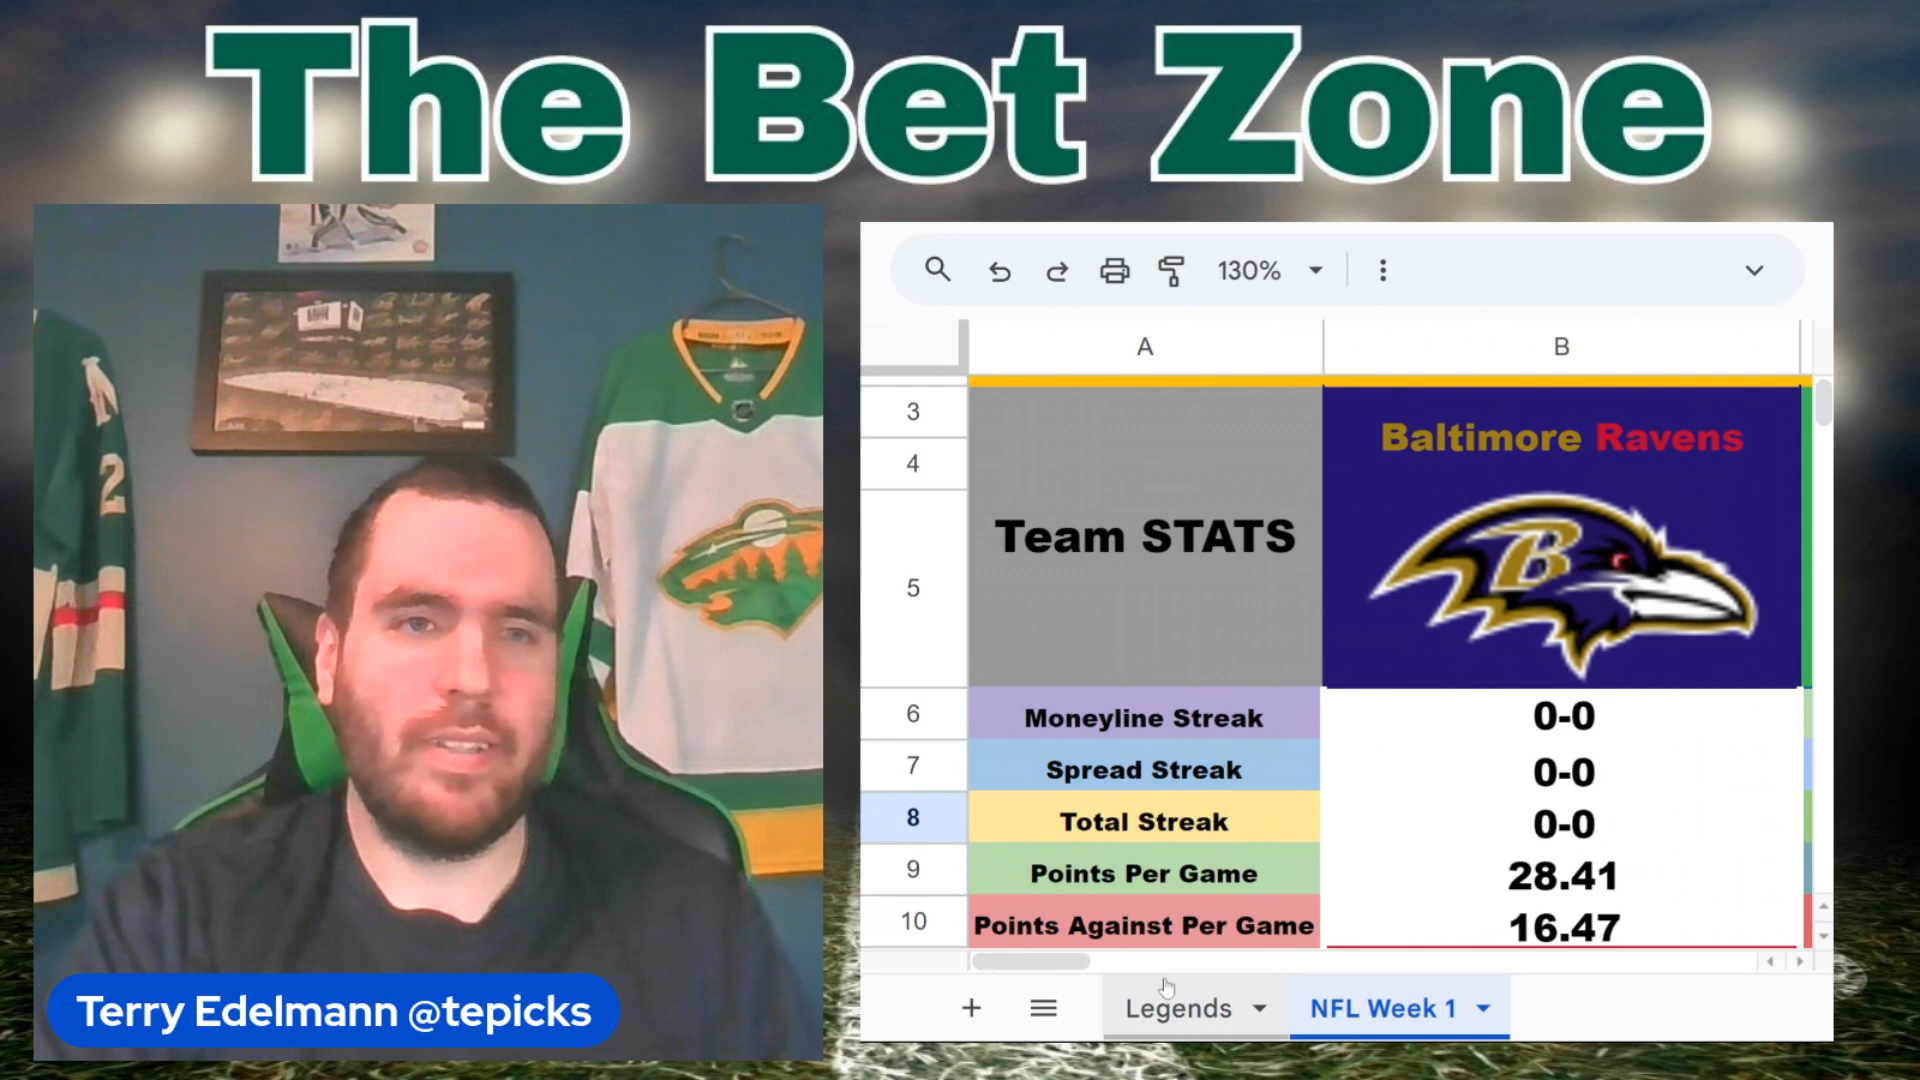 The Bet Zone
N
2
Terry Edelmann @tepicks
130%
A
B
3
4
5
6
7
8
9
10
Team STATS
Baltimore Ravens
B
Moneyline Streak
0-0
Spread Streak
0-0
Total Streak
0-0
Points Per Game
28.41
Points Against Per Game
16.47
Legends
NFL Week 1